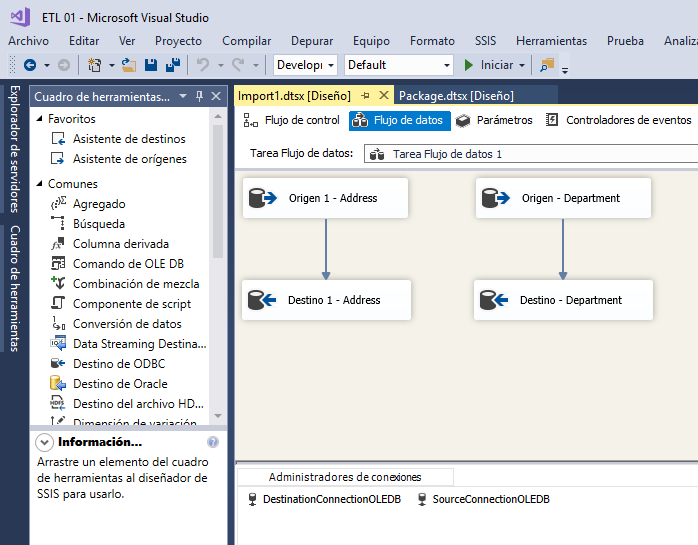 ETL 01 - Microsoft Visual Studio
Archivo Editar Ver Proyecto Compilar Depurar Equipo Formato SSIS Herramientas Prueba Analiza
Developı Default Iniciar
Explorador de servidores
Cuadro de herramientas
Cuadro de herramientas...
Favoritos
Asistente de destinos
Asistente de orígenes
Comunes
Agregado
Búsqueda
Columna derivada
Comando de OLE DB
Combinación de mezcla
Componente de script
Conversión de datos
Data Streaming Destina...
Destino de ODBC
Destino de Oracle
Destino del archivo HD...
Dimensión de variación
Información...
Arrastre un elemento del cuadro
de herramientas al diseñador de
SSIS para usarlo.
Import1.dtsx [Diseño] Package.dtsx [Diseño]
Flujo de control Flujo de datos Parámetros Controladores de eventos
Tarea Flujo de datos: Tarea Flujo de datos 1
Origen 1 - Address Origen - Department
Destino 1 - Address Destino - Department
Administradores de conexiones
DestinationConnectionOLEDB SourceConnectionOLEDB